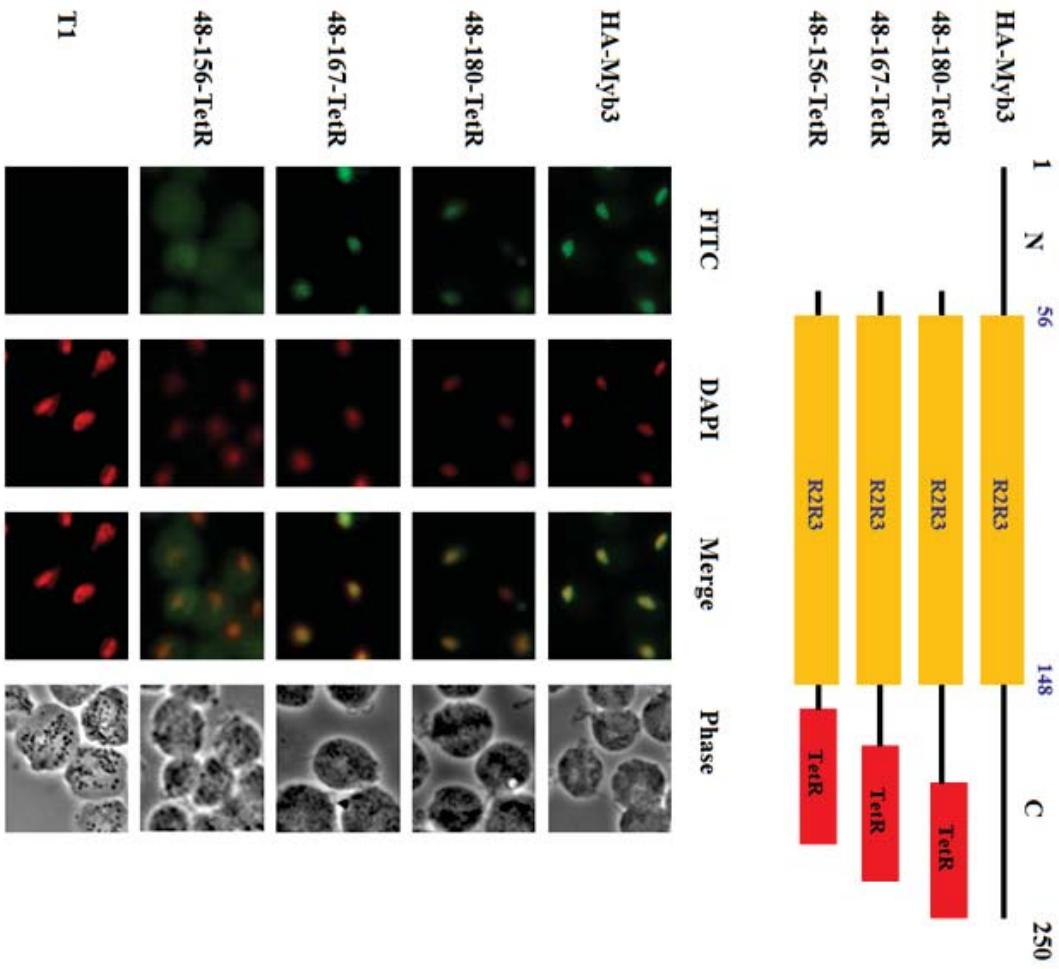 1 N 56 148 C 250
HA-Myb3 R2R3
48-180-TetR R2R3 TetR
48-167-TetR R2R3 TetR
48-156-TetR R2R3 TetR
FITC DAPI Merge Phase
HA-Myb3
48-180-TetR
48-167-TetR
48-156-TetR
T1